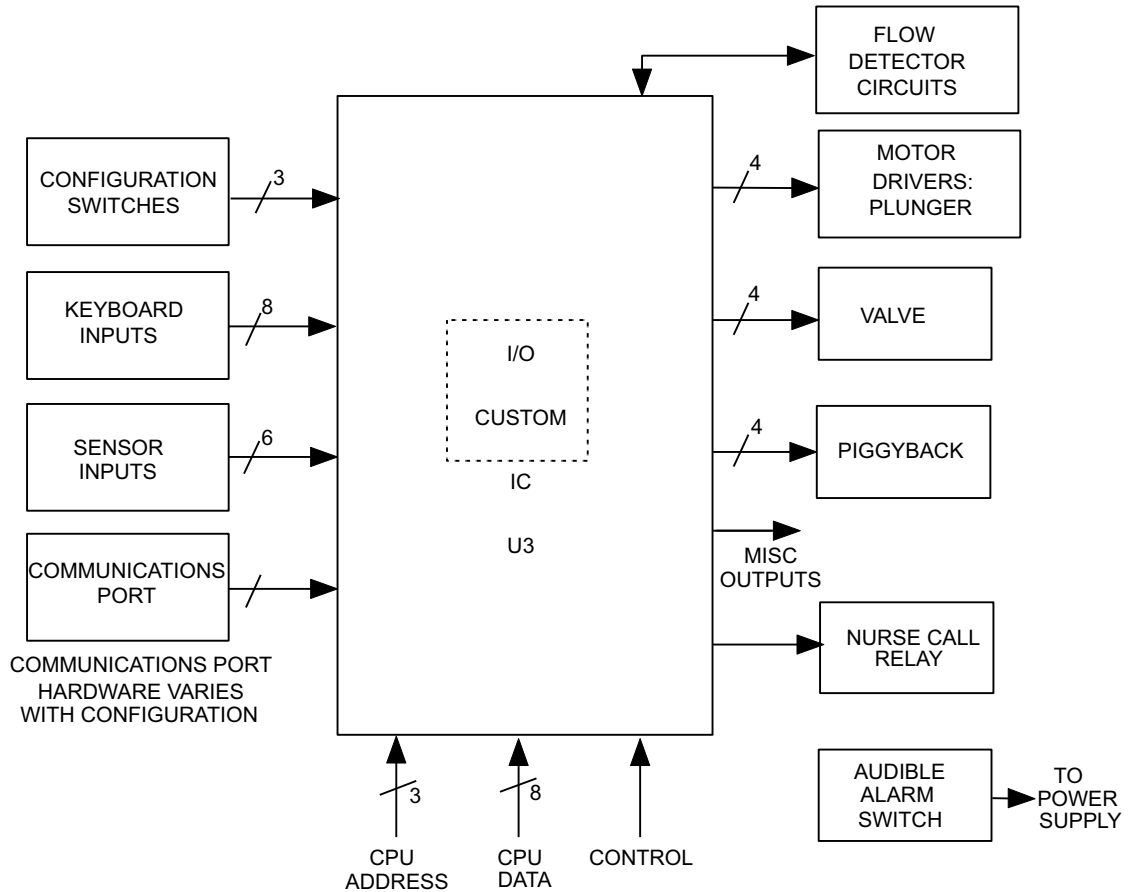 FLOW
DETECTOR
CIRCUITS
CONFIGURATION
SWITCHES
3
MOTOR
DRIVERS:
PLUNGER
4
KEYBOARD
INPUTS
8
VALVE
4
I/O
CUSTOM
IC
U3
SENSOR
INPUTS
6
PIGGYBACK
4
MISC
OUTPUTS
COMMUNICATIONS
PORT
COMMUNICATIONS PORT
HARDWARE VARIES
WITH CONFIGURATION
NURSE CALL
RELAY
AUDIBLE
ALARM
SWITCH
TO
POWER
SUPPLY
3
8
CPU
ADDRESS
CPU
DATA
CONTROL